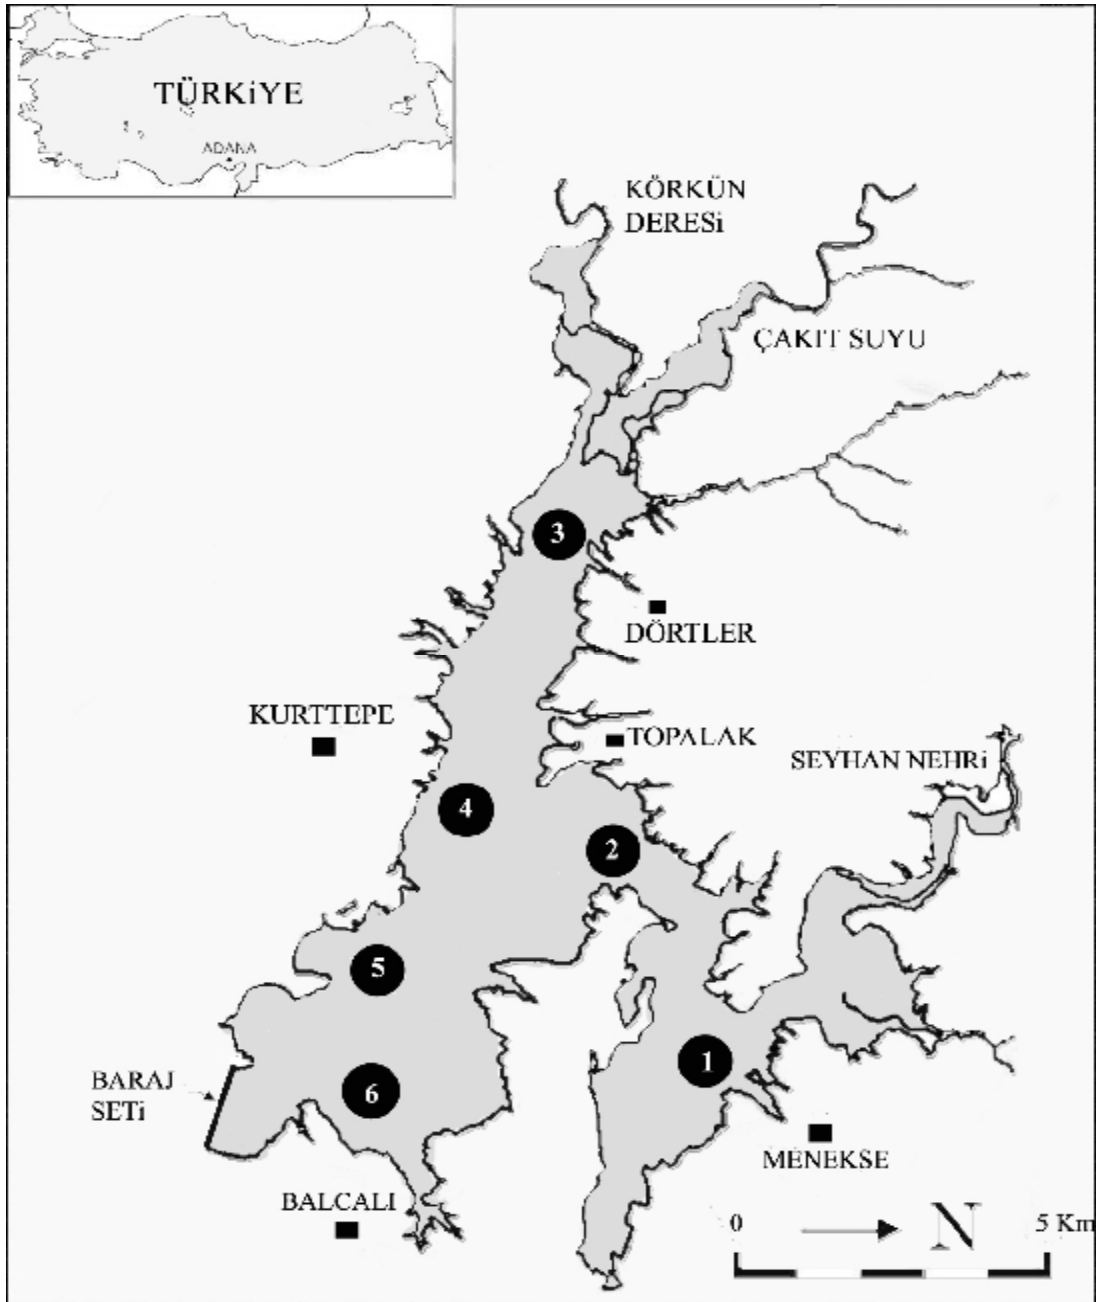 TÜRKiYE
ADANA
KÖRKÜN
DERESi
ÇAKIT SUYU
3
DÖRTLER
KURTTEPE
TOPALAK
SEYHAN NEHRi
4
2
5
1
BARAJ
SETi
6
MENEKSE
BALCALI
0
N
5 Km